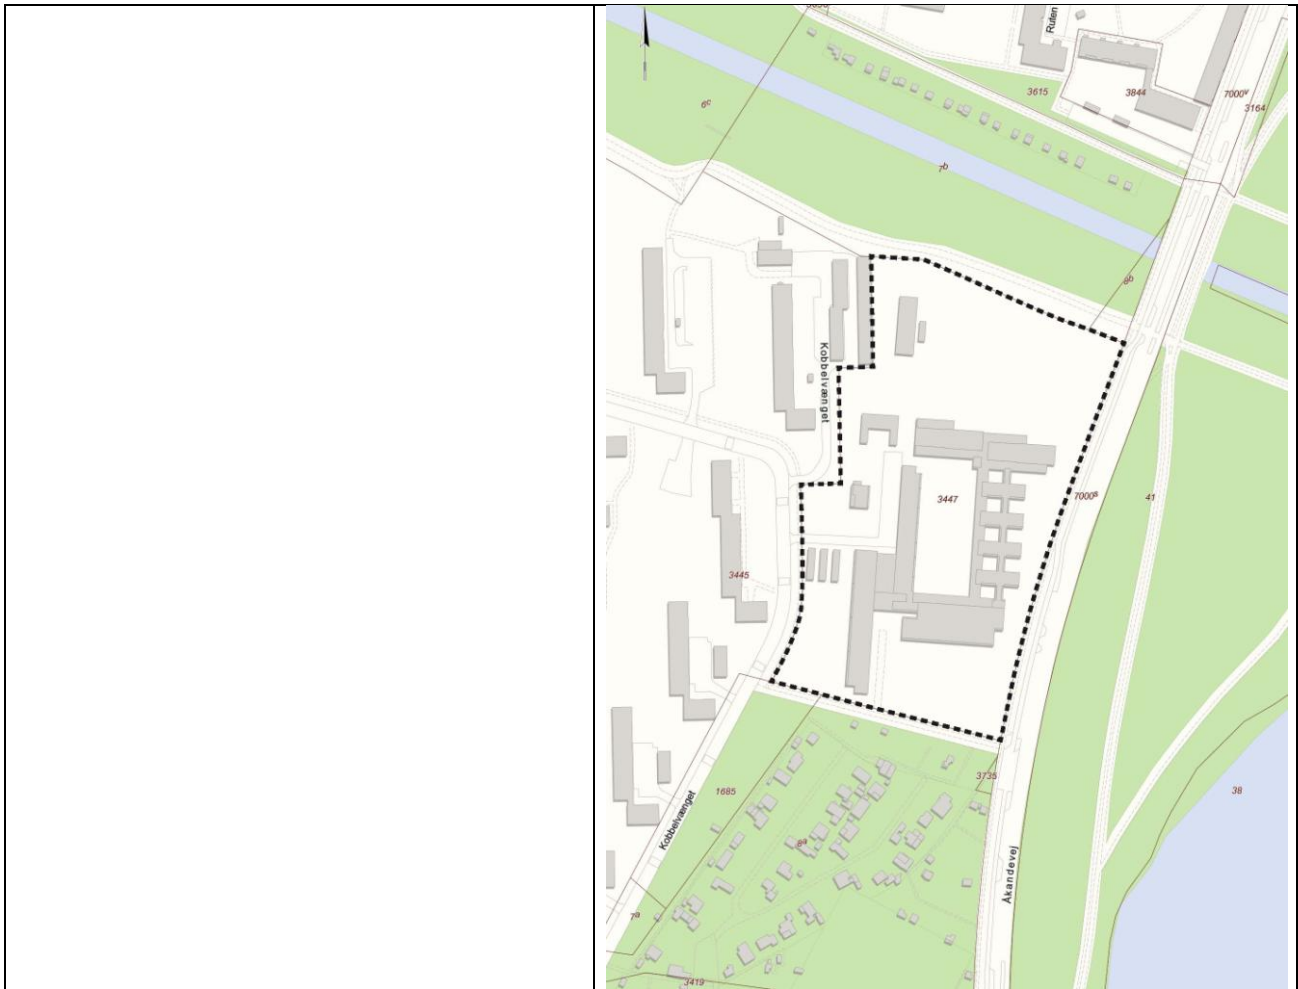 Ruten
3615
3844
7000v
3164
6c
7b
8b
Kobbelvænget
3447
7000s
41
3445
3735
1685
38
8a
Kobbelvænget
Åkandevej
7a
3419